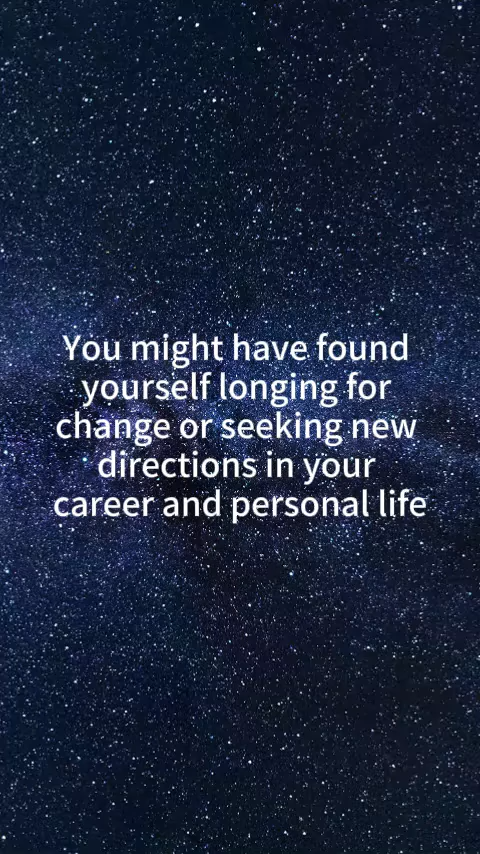 You might have found
yourself longing for
change or seeking new
directions in your
career and personal life